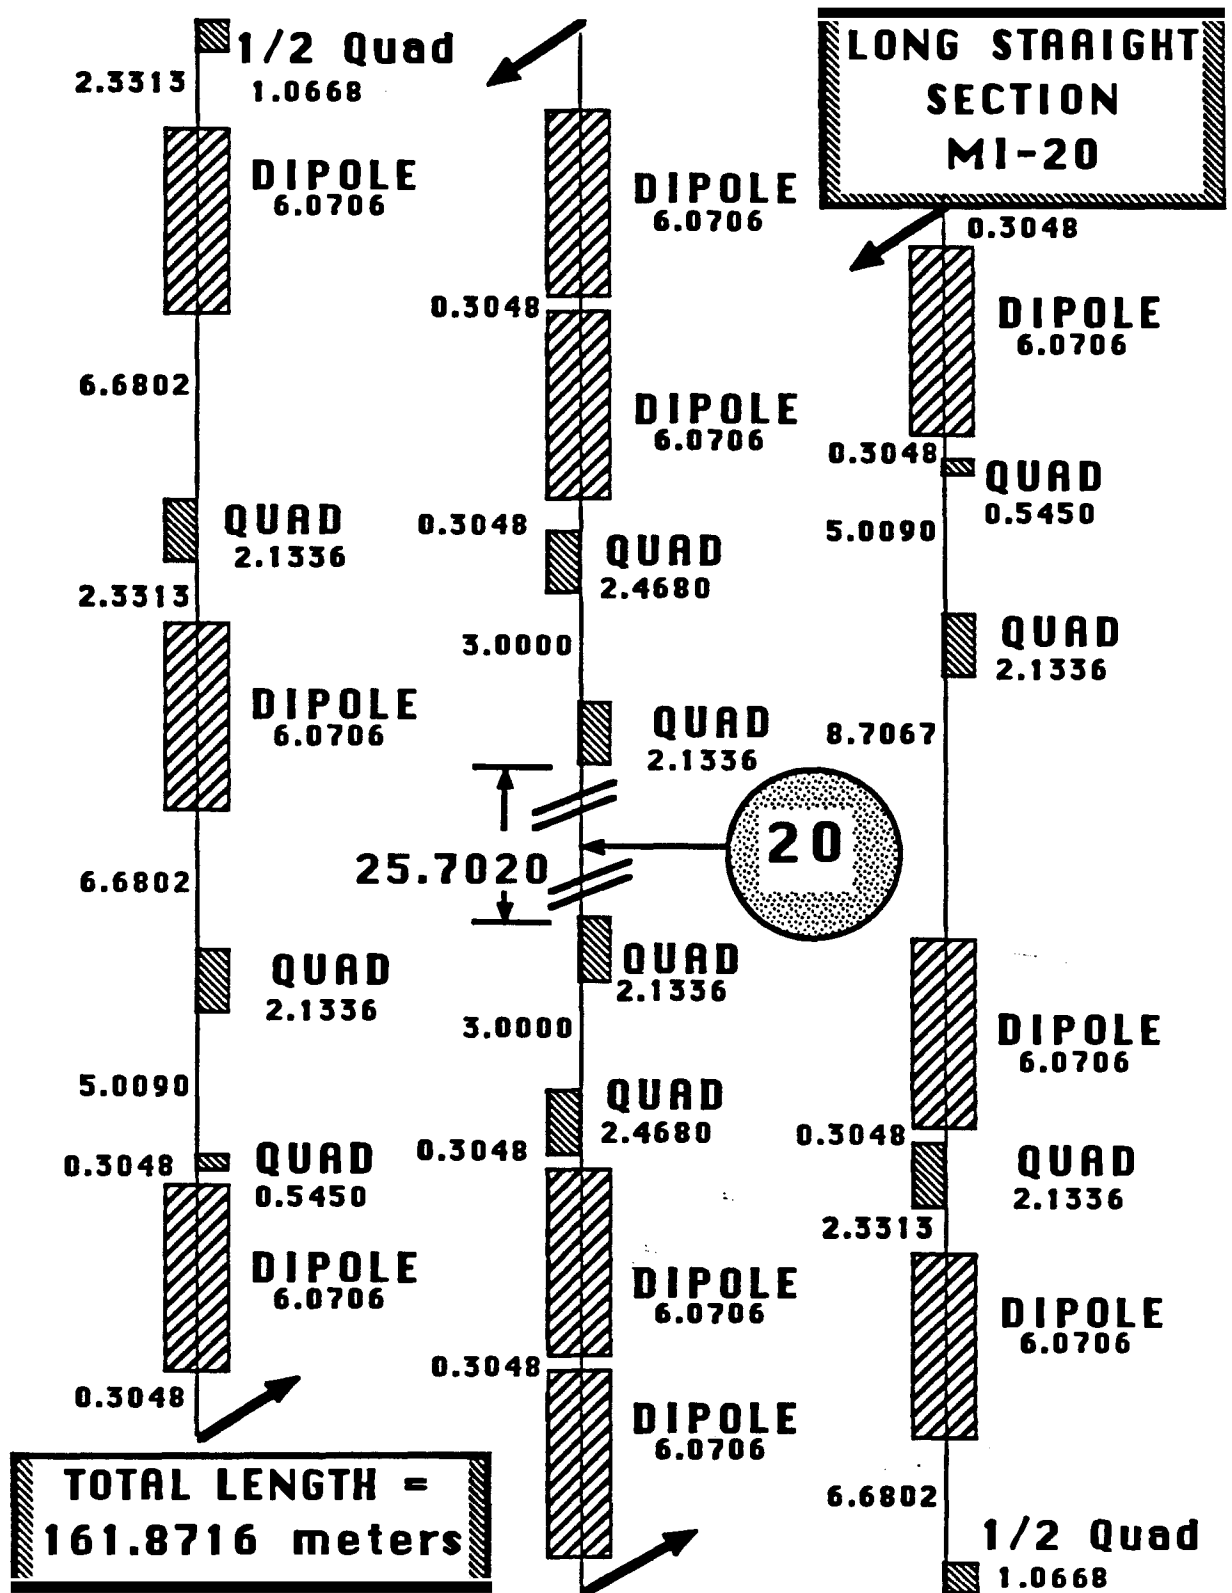 1/2 Quad
2.3313
1.0668
DIPOLE
6.0706
6.6802
QUAD
2.1336
2.3313
DIPOLE
6.0706
6.6802
QUAD
2.1336
5.0090
0.3048
QUAD
0.5450
DIPOLE
6.0706
0.3048
TOTAL LENGTH =
161.8716 meters
DIPOLE
6.0706
0.3048
DIPOLE
6.0706
0.3048
QUAD
2.4680
3.0000
QUAD
2.1336
20
25.7020
QUAD
2.1336
3.0000
QUAD
2.4680
0.3048
DIPOLE
6.0706
0.3048
DIPOLE
6.0706
LONG STRAIGHT
SECTION
MI-20
0.3048
DIPOLE
6.0706
0.3048
QUAD
0.5450
5.0090
QUAD
2.1336
8.7067
DIPOLE
6.0706
0.3048
QUAD
2.1336
2.3313
DIPOLE
6.0706
6.6802
1/2 Quad
1.0668